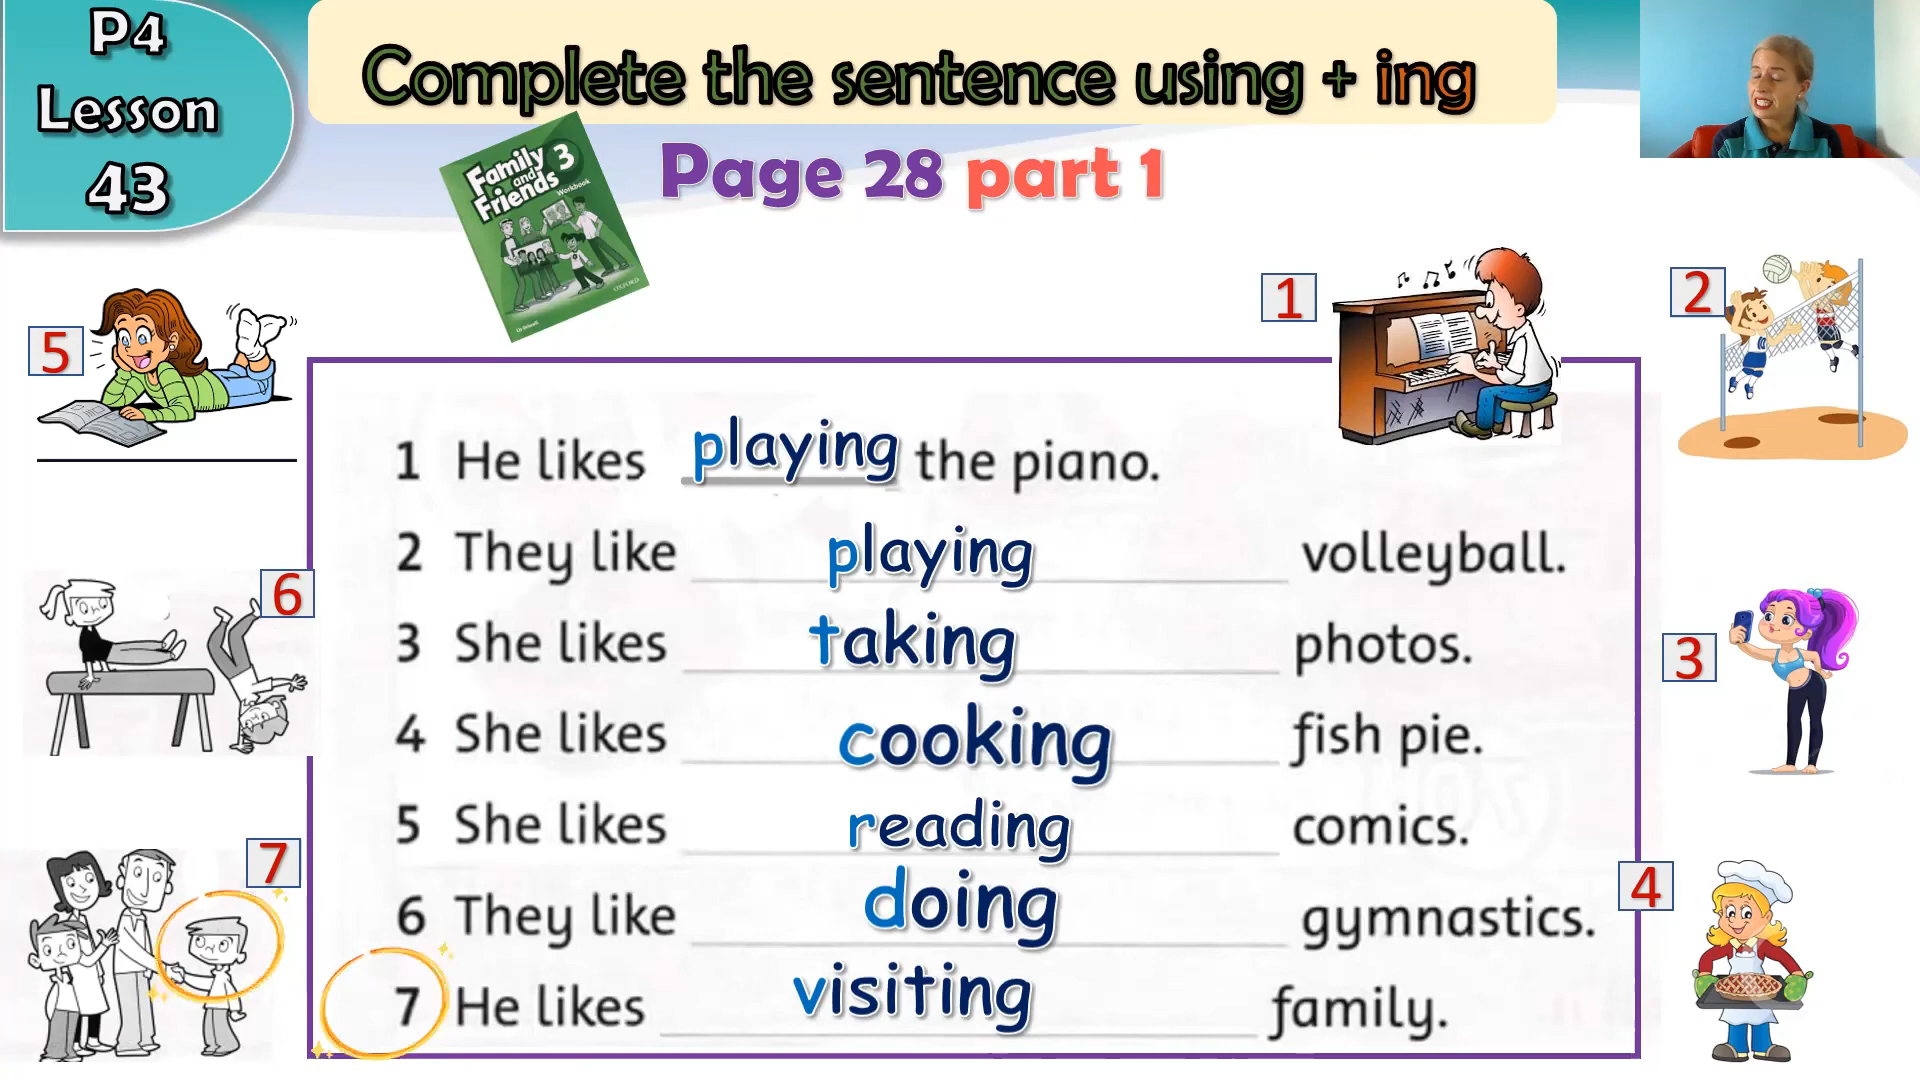 P4
Lesson
43
Complete the sentence using + ing
Page 28 part 1
Family
and
Friends 3
Workbook
OXFORD
1
2
3
4
5
6
7
1 He likes playing the piano.
2 They like playing volleyball.
3 She likes taking photos.
4 She likes cooking fish pie.
5 She likes reading comics.
6 They like doing gymnastics.
7 He likes visiting family.